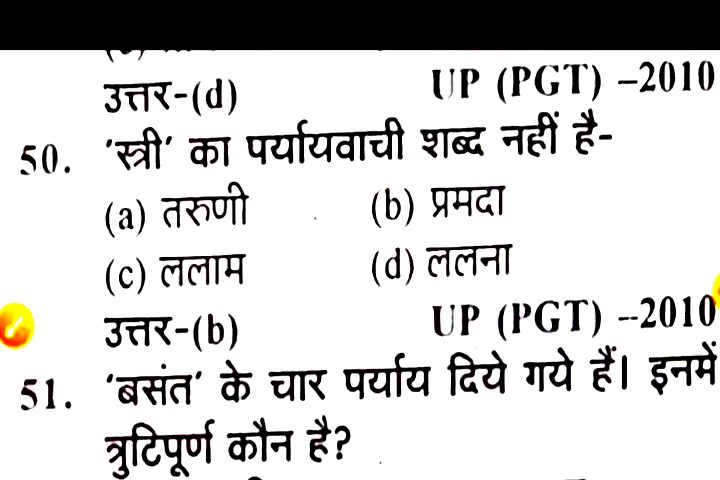 उत्तर-(d) UP (PGT) –2010
50. ‘स्त्री’ का पर्यायवाची शब्द नहीं है-
(a) तरुणी (b) प्रमदा
(c) ललाम (d) ललना
उत्तर-(b) UP (PGT) –2010
51. ‘बसंत’ के चार पर्याय दिये गये हैं। इनमें
त्रुटिपूर्ण कौन है?